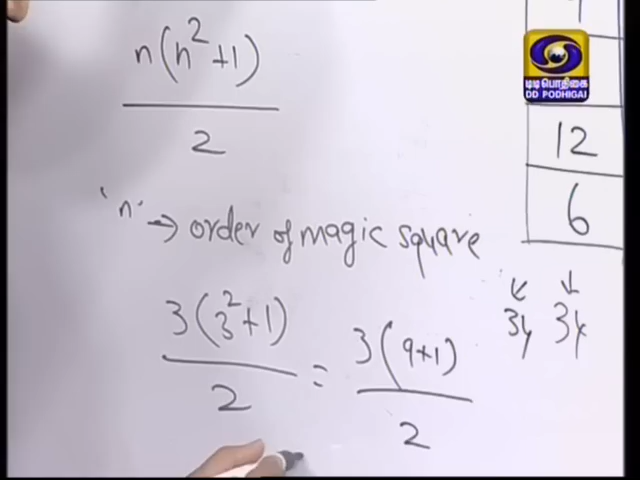 n(n²+1)
2
டிடி பொதிகை
DD PODHIGAI
12
6
'n' → order of magic square
34 34
3(3²+1)
2
=
3(9+1)
2